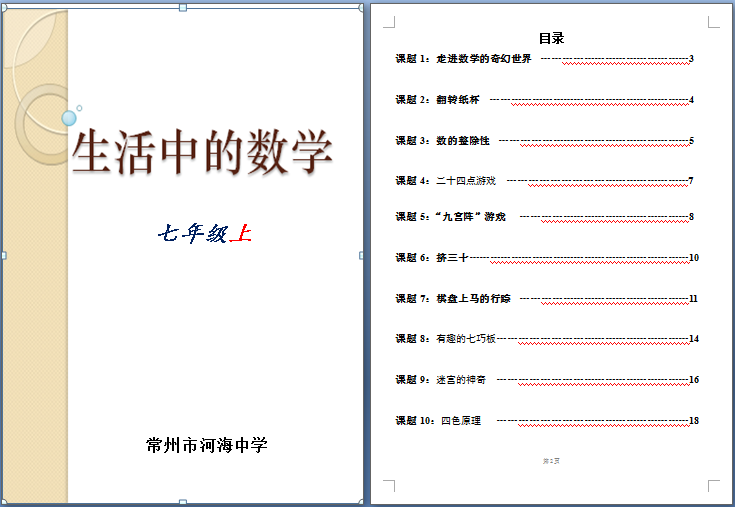 生活中的数学
七年级上
常州市河海中学
目录
课题 1：走进数学的奇幻世界 ----------------------------------------3
课题 2：翻转纸杯 ------------------------------------------------------4
课题 3：数的整除性 ---------------------------------------------------5
课题 4：二十四点游戏 ------------------------------------------------7
课题 5：“九宫阵”游戏 ----------------------------------------------8
课题 6：挤三十-----------------------------------------------------------10
课题 7：棋盘上马的行踪 ---------------------------------------------11
课题 8：有趣的七巧板----------------------------------------------------14
课题 9：迷宫的神奇 ----------------------------------------------------16
课题 10：四色原理 ----------------------------------------------------18
第2页